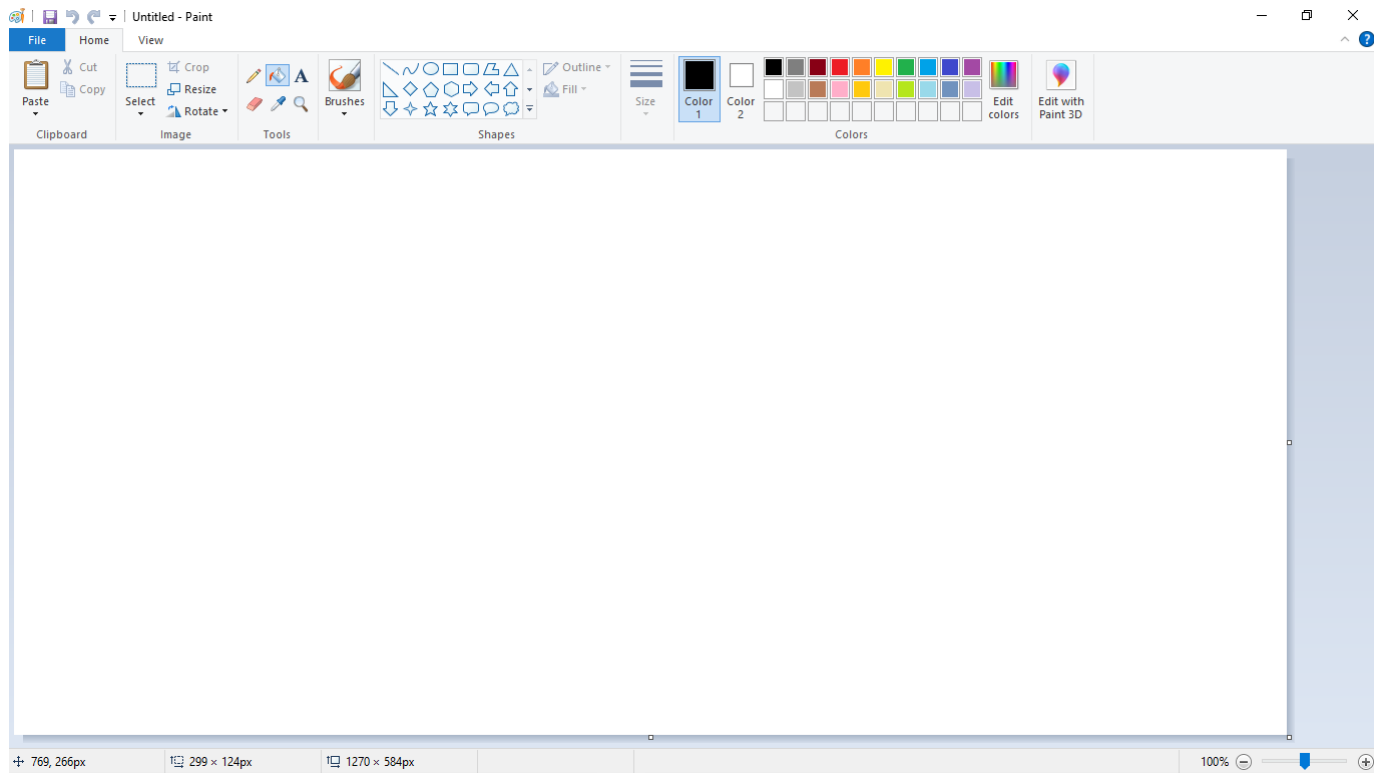 Untitled - Paint
File Home View
Paste
Cut
Copy
Clipboard
Select
Crop
Resize
Rotate
Image
A
Tools
Brushes
Shapes
Outline
Fill
Size
Color 1
Color 2
Edit colors
Colors
Edit with Paint 3D
?
769, 266px 299 × 124px 1270 × 584px 100%